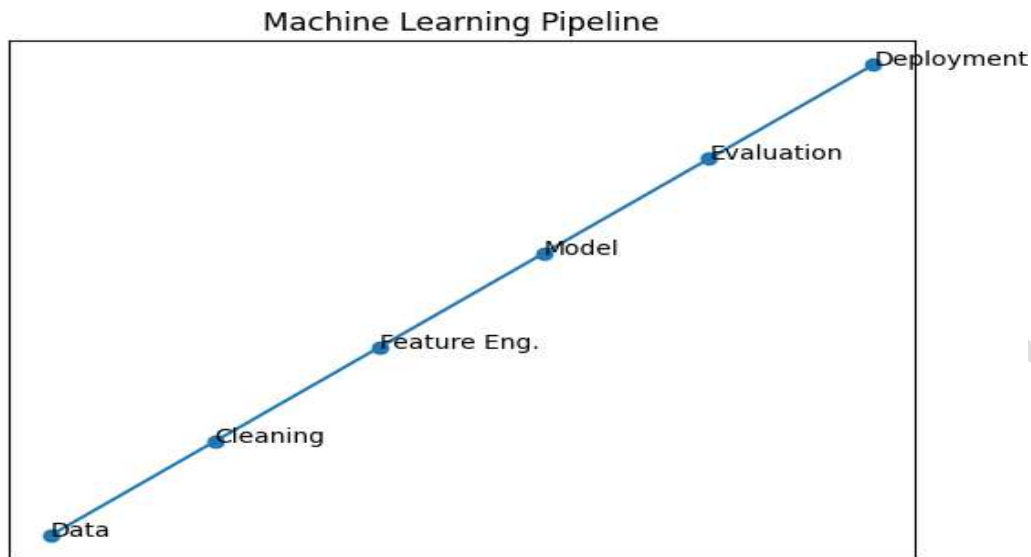 Machine Learning Pipeline
Deployment
Evaluation
Model
Feature Eng.
Cleaning
Data